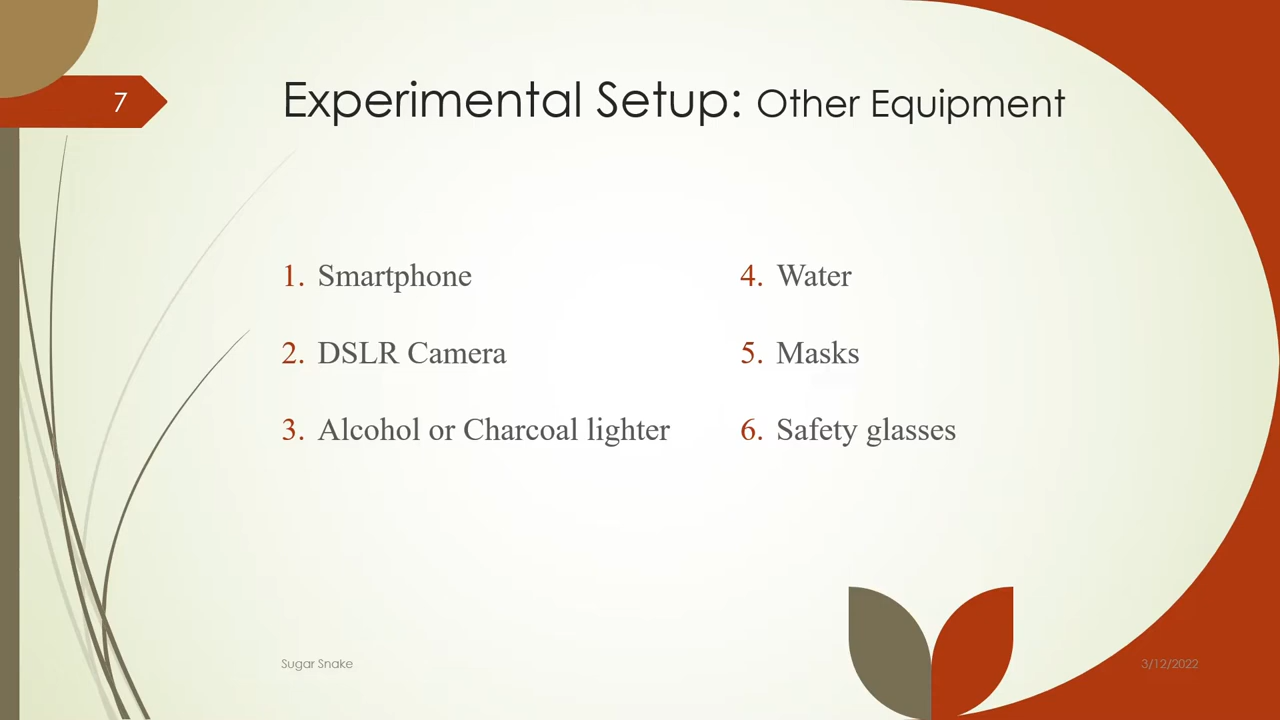 7
Experimental Setup: Other Equipment
1. Smartphone
2. DSLR Camera
3. Alcohol or Charcoal lighter
4. Water
5. Masks
6. Safety glasses
Sugar Snake
3/12/2022